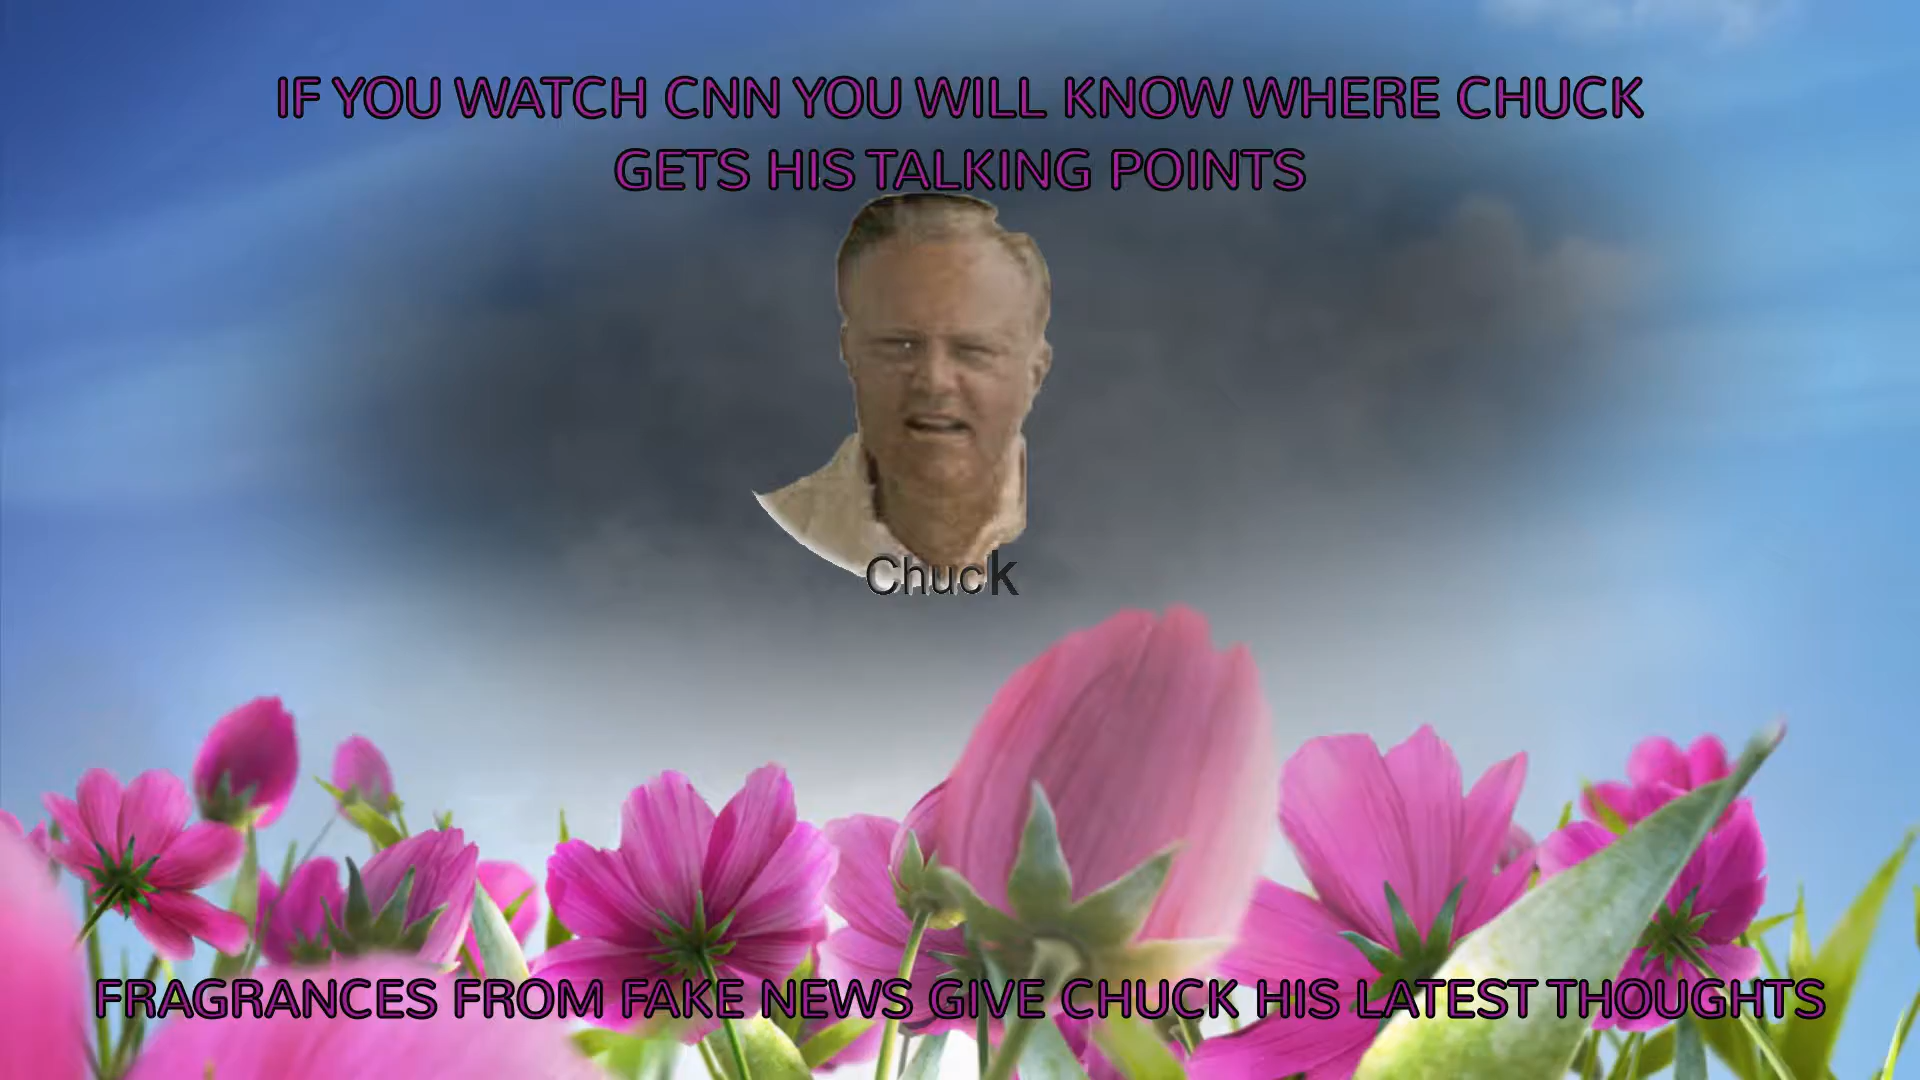 IF YOU WATCH CNN YOU WILL KNOW WHERE CHUCK
GETS HIS TALKING POINTS
Chuck
FRAGRANCES FROM FAKE NEWS GIVE CHUCK HIS LATEST THOUGHTS